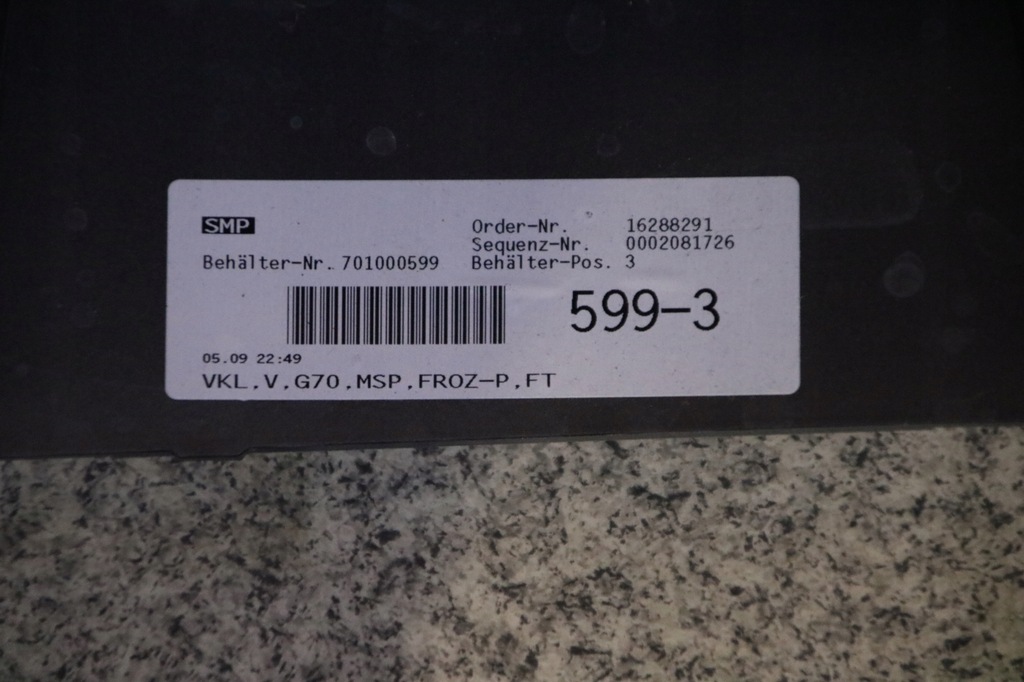 SMP
Order-Nr. 16288291
Sequenz-Nr. 0002081726
Behälter-Nr. 701000599 Behälter-Pos. 3
599-3
05.09 22:49
VKL.V.G70.MSP.FROZ-P.FT